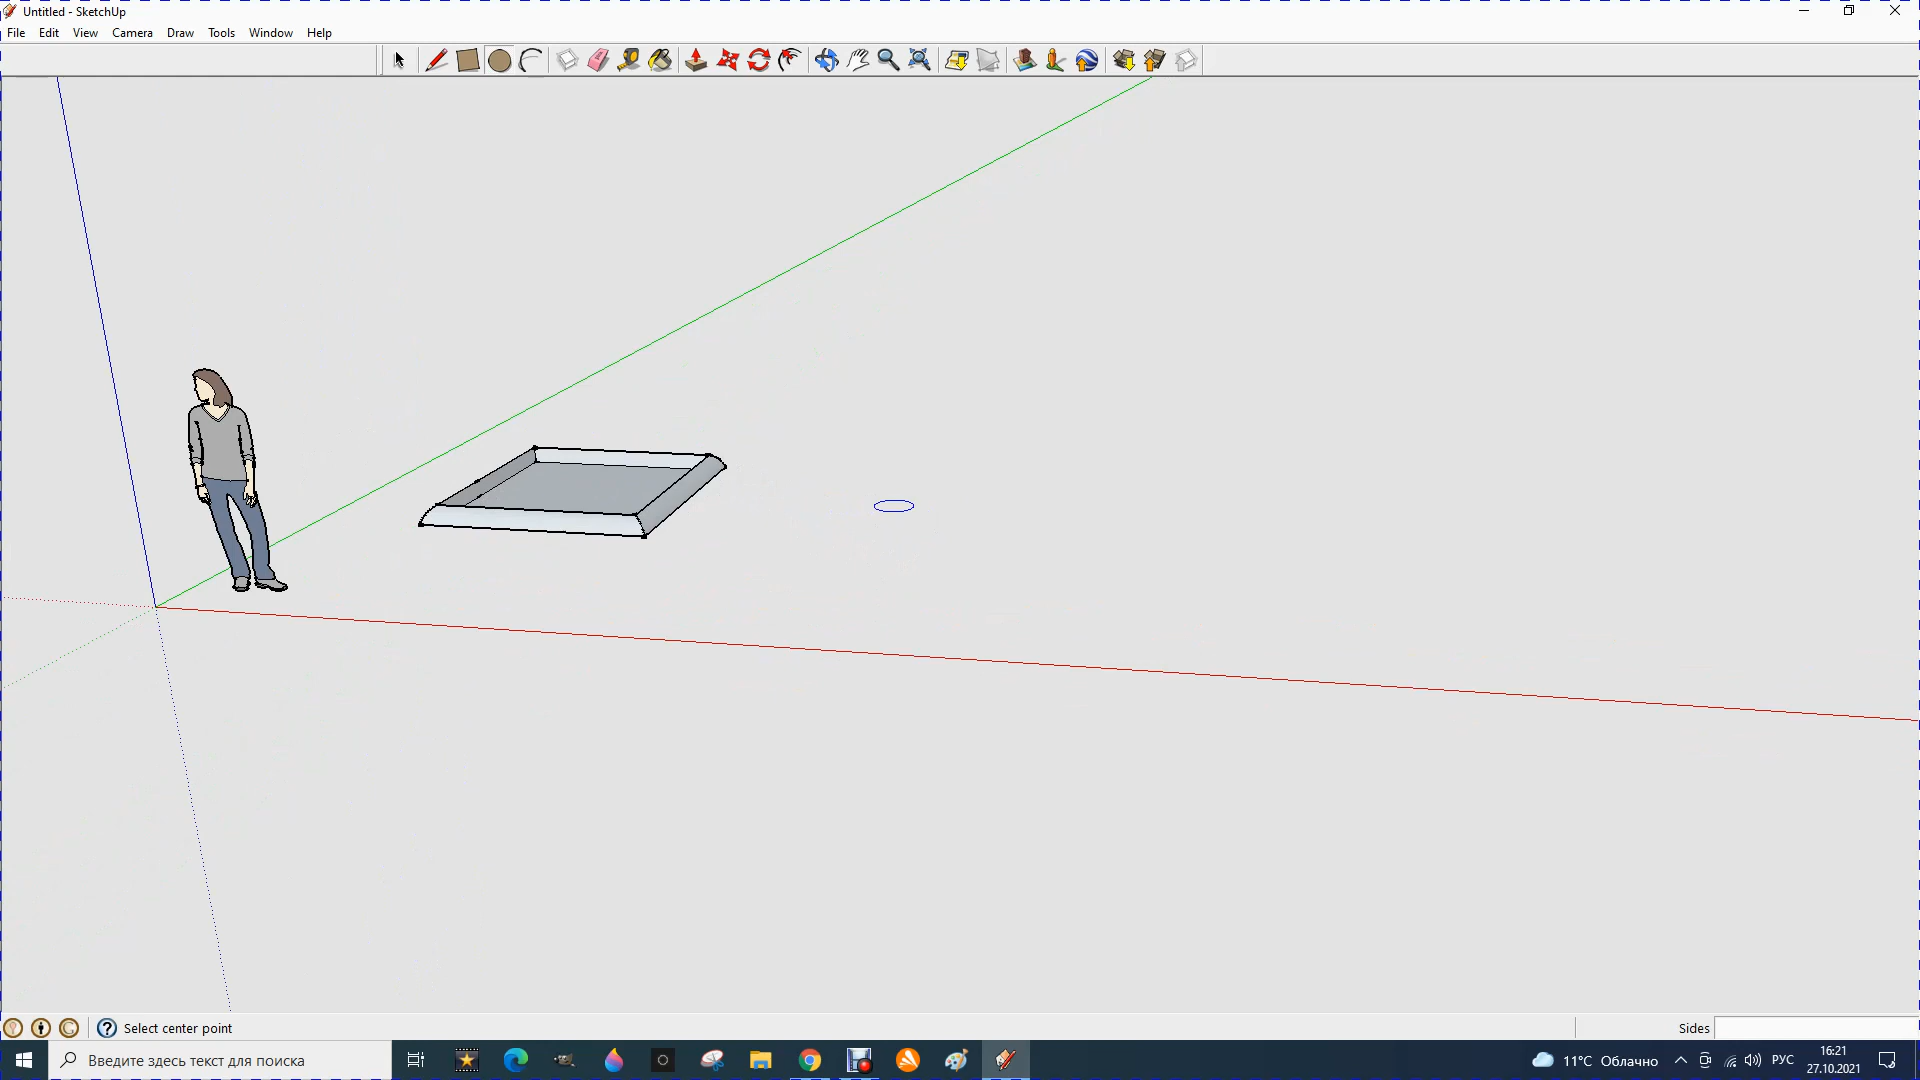 Untitled - SketchUp
File Edit View Camera Draw Tools Window Help
Select center point
Sides
Введите здесь текст для поиска
11°C Облачно
РУС
16:21
27.10.2021